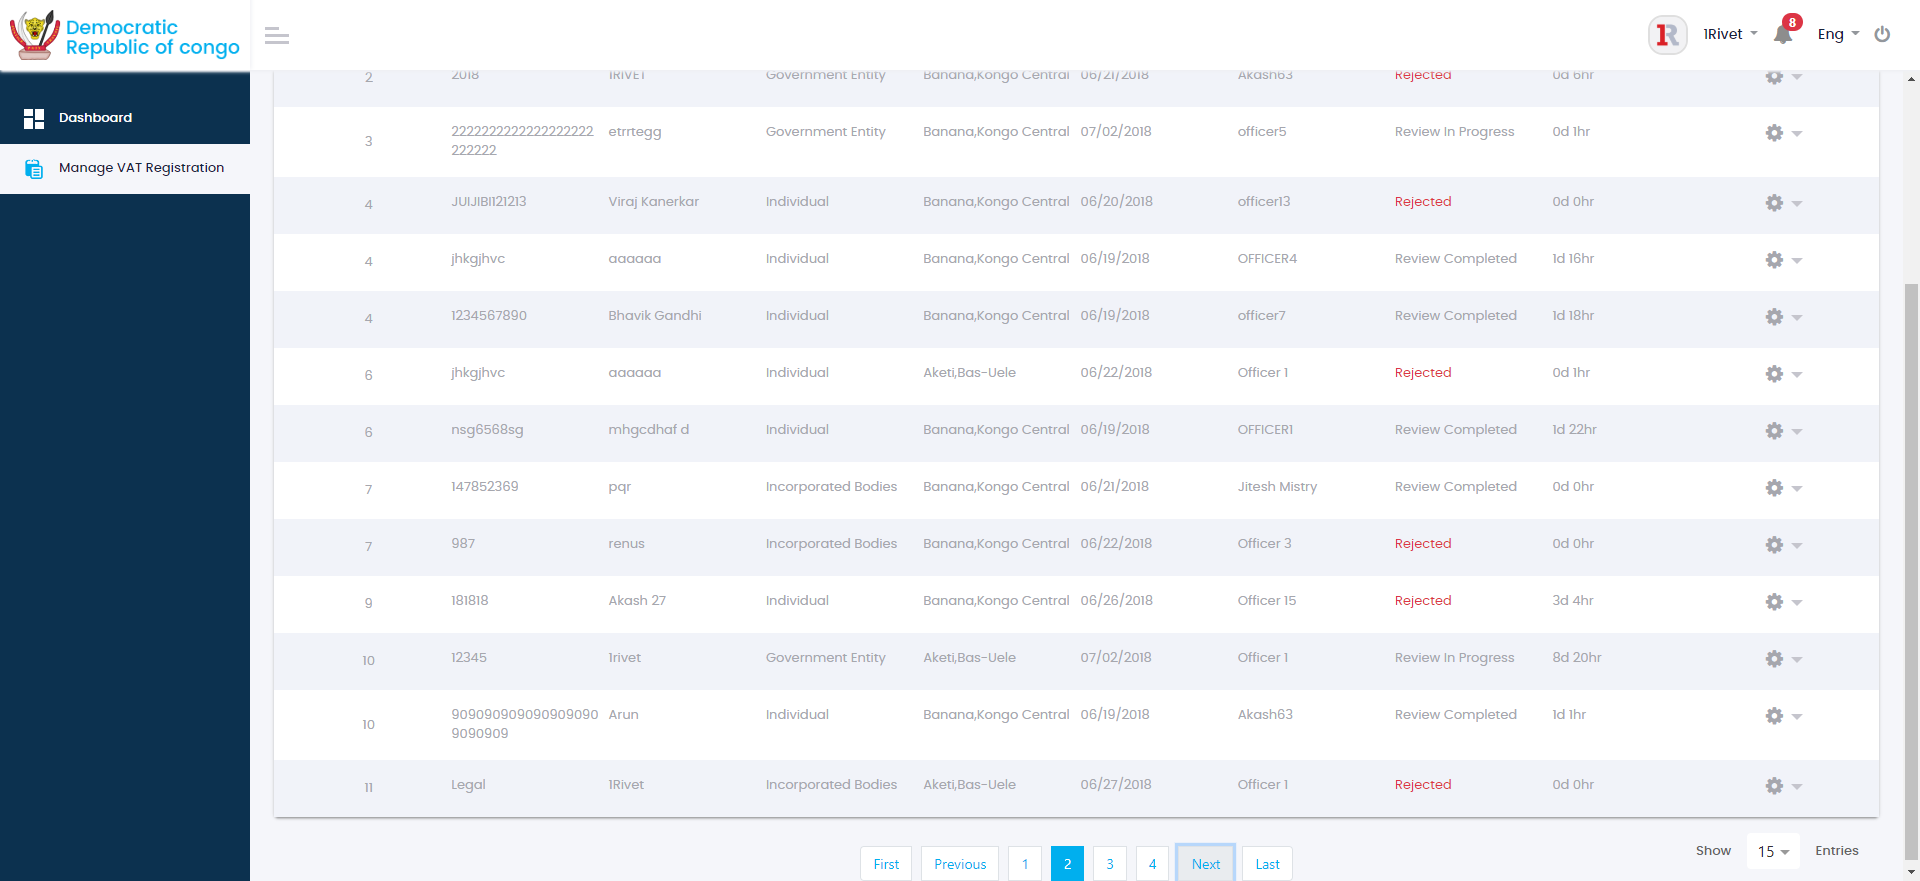 Democratic
Republic of congo
1Rivet
8
Eng
Dashboard
Manage VAT Registration
2 2018 1RIVET Government Entity Banana,Kongo Central 06/21/2018 Akash63 Rejected 0d 6hr
3 2222222222222222222 etrrtegg Government Entity Banana,Kongo Central 07/02/2018 officer5 Review In Progress 0d 1hr
222222
4 JUIJIBI121213 Viraj Kanerkar Individual Banana,Kongo Central 06/20/2018 officer13 Rejected 0d 0hr
4 jhkgjhvc aaaaaa Individual Banana,Kongo Central 06/19/2018 OFFICER4 Review Completed 1d 16hr
4 1234567890 Bhavik Gandhi Individual Banana,Kongo Central 06/19/2018 officer7 Review Completed 1d 18hr
6 jhkgjhvc aaaaaa Individual Aketi,Bas-Uele 06/22/2018 Officer 1 Rejected 0d 1hr
6 nsg6568sg mhgcdhaf d Individual Banana,Kongo Central 06/19/2018 OFFICER1 Review Completed 1d 22hr
7 147852369 pqr Incorporated Bodies Banana,Kongo Central 06/21/2018 Jitesh Mistry Review Completed 0d 0hr
7 987 renus Incorporated Bodies Banana,Kongo Central 06/22/2018 Officer 3 Rejected 0d 0hr
9 181818 Akash 27 Individual Banana,Kongo Central 06/26/2018 Officer 15 Rejected 3d 4hr
10 12345 1rivet Government Entity Aketi,Bas-Uele 07/02/2018 Officer 1 Review In Progress 8d 20hr
10 909090909090909090 Arun Individual Banana,Kongo Central 06/19/2018 Akash63 Review Completed 1d 1hr
9090909
11 Legal 1Rivet Incorporated Bodies Aketi,Bas-Uele 06/27/2018 Officer 1 Rejected 0d 0hr
First Previous 1 2 3 4 Next Last
Show 15 Entries